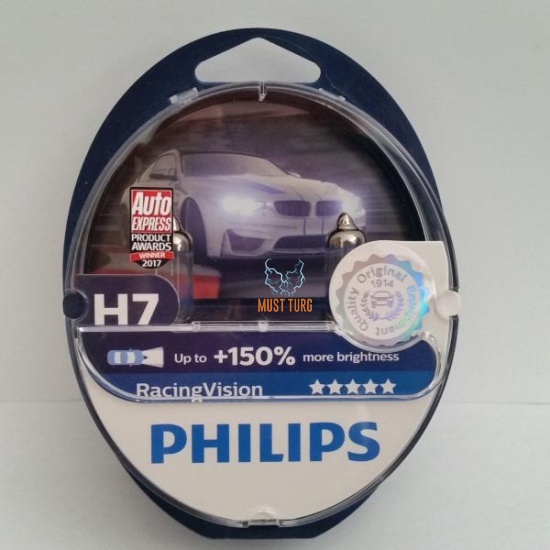 Auto
EXPRESS
PRODUCT
AWARDS
WINNER
2017
MUST TURG
H7
Quality Original Equipment
1914
Up to +150% more brightness
RacingVision
PHILIPS